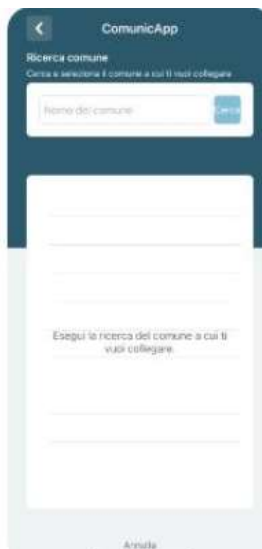 ComunicApp
Ricerca comune
Cerca e seleziona il comune a cui ti vuoi collegare
Nome del comune
Cerca
Esegui la ricerca del comune a cui ti
vuoi collegare.
Annulla